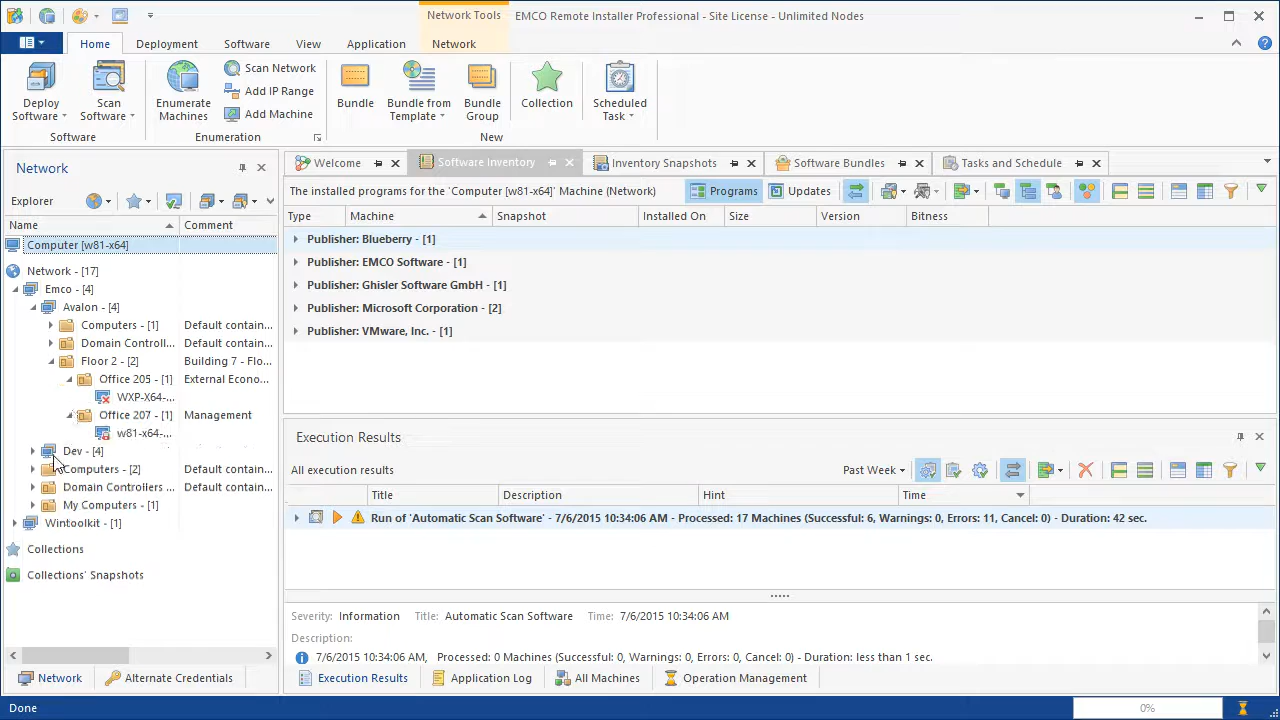 Network Tools
EMCO Remote Installer Professional - Site License - Unlimited Nodes
Home Deployment Software View Application Network
Deploy Software
Scan Software
Software
Enumerate Machines
Scan Network
Add IP Range
Add Machine
Enumeration
Bundle
Bundle from Template
Bundle Group
Collection
New
Scheduled Task
Network
Explorer
Name Comment
Computer [w81-x64]
Network - [17]
Emco - [4]
Avalon - [4]
Computers - [1] Default contain...
Domain Controll... Default contain...
Floor 2 - [2] Building 7 - Flo...
Office 205 - [1] External Econo...
WXP-X64-...
Office 207 - [1] Management
w81-x64-...
Dev - [4]
Computers - [2] Default contain...
Domain Controllers ... Default contain...
My Computers - [1]
Wintoolkit - [1]
Collections
Collections' Snapshots
Network Alternate Credentials
Welcome Software Inventory Inventory Snapshots Software Bundles Tasks and Schedule
The installed programs for the 'Computer [w81-x64]' Machine (Network) Programs Updates
Type Machine Snapshot Installed On Size Version Bitness
Publisher: Blueberry - [1]
Publisher: EMCO Software - [1]
Publisher: Ghisler Software GmbH - [1]
Publisher: Microsoft Corporation - [2]
Publisher: VMware, Inc. - [1]
Execution Results
All execution results Past Week
Title Description Hint Time
Run of 'Automatic Scan Software' - 7/6/2015 10:34:06 AM - Processed: 17 Machines (Successful: 6, Warnings: 0, Errors: 11, Cancel: 0) - Duration: 42 sec.
Severity: Information Title: Automatic Scan Software Time: 7/6/2015 10:34:06 AM
Description:
7/6/2015 10:34:06 AM, Processed: 0 Machines (Successful: 0, Warnings: 0, Errors: 0, Cancel: 0) - Duration: less than 1 sec.
Execution Results Application Log All Machines Operation Management
Done 0%